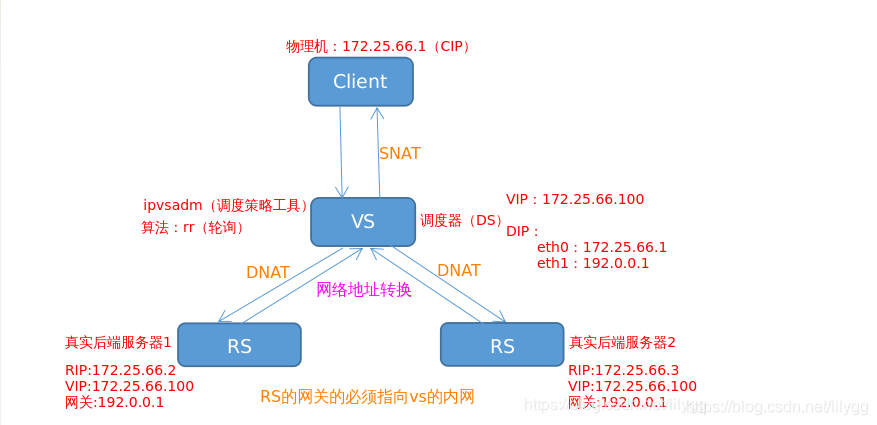 物理机：172.25.66.1（CIP）
Client
SNAT
ipvsadm（调度策略工具）
算法：rr（轮询）
VS
调度器（DS）
VIP：172.25.66.100
DIP：
eth0：172.25.66.1
eth1：192.0.0.1
DNAT
DNAT
网络地址转换
真实后端服务器1
RS
RS
真实后端服务器2
RIP:172.25.66.2
VIP:172.25.66.100
网关:192.0.0.1
RIP:172.25.66.3
VIP:172.25.66.100
网关:192.0.0.1
RS的网关的必须指向vs的内网
https://blog.csdn.net/lilygg
https://blog.csdn.net/lilygg